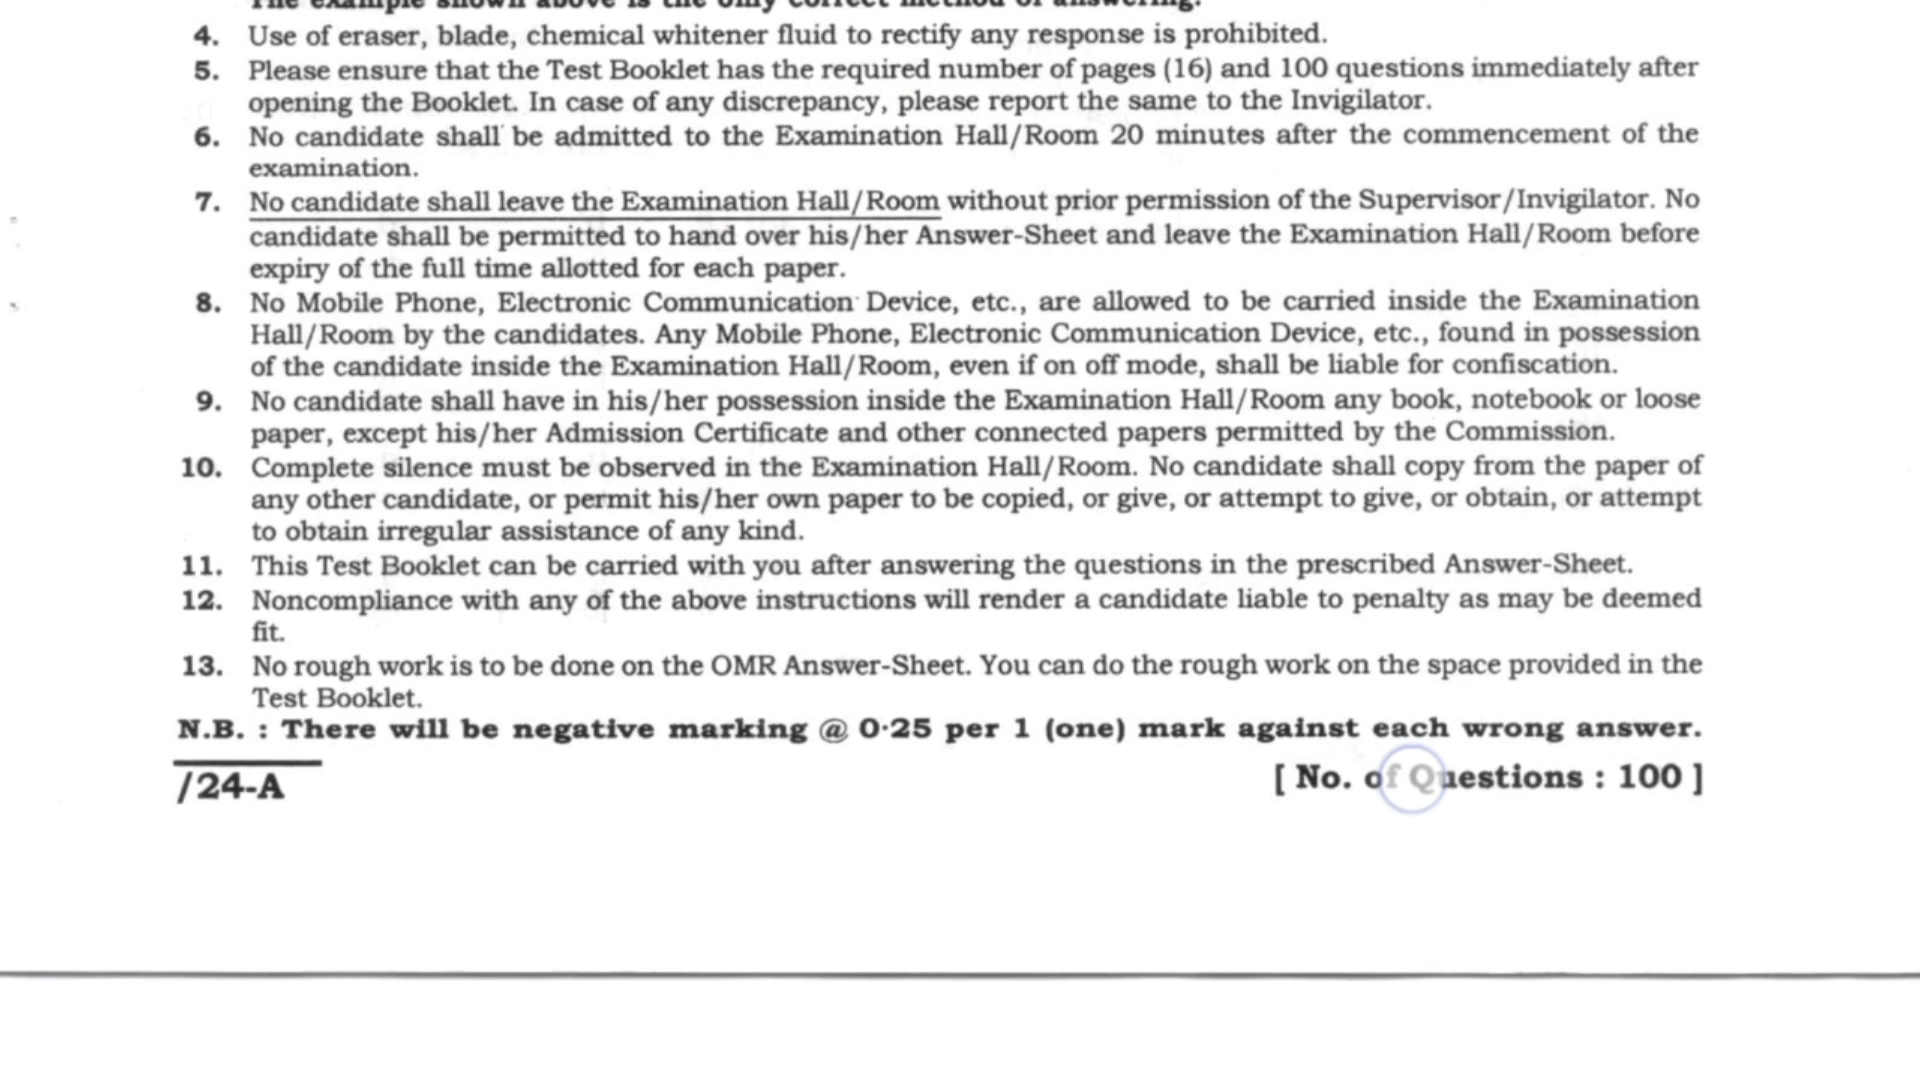 The example shown above is the only correct method of answering.
4. Use of eraser, blade, chemical whitener fluid to rectify any response is prohibited.
5. Please ensure that the Test Booklet has the required number of pages (16) and 100 questions immediately after
opening the Booklet. In case of any discrepancy, please report the same to the Invigilator.
6. No candidate shall be admitted to the Examination Hall/Room 20 minutes after the commencement of the
examination.
7. No candidate shall leave the Examination Hall/Room without prior permission of the Supervisor/Invigilator. No
candidate shall be permitted to hand over his/her Answer-Sheet and leave the Examination Hall/Room before
expiry of the full time allotted for each paper.
8. No Mobile Phone, Electronic Communication Device, etc., are allowed to be carried inside the Examination
Hall/Room by the candidates. Any Mobile Phone, Electronic Communication Device, etc., found in possession
of the candidate inside the Examination Hall/Room, even if on off mode, shall be liable for confiscation.
9. No candidate shall have in his/her possession inside the Examination Hall/Room any book, notebook or loose
paper, except his/her Admission Certificate and other connected papers permitted by the Commission.
10. Complete silence must be observed in the Examination Hall/Room. No candidate shall copy from the paper of
any other candidate, or permit his/her own paper to be copied, or give, or attempt to give, or obtain, or attempt
to obtain irregular assistance of any kind.
11. This Test Booklet can be carried with you after answering the questions in the prescribed Answer-Sheet.
12. Noncompliance with any of the above instructions will render a candidate liable to penalty as may be deemed
fit.
13. No rough work is to be done on the OMR Answer-Sheet. You can do the rough work on the space provided in the
Test Booklet.
N.B. : There will be negative marking @ 0·25 per 1 (one) mark against each wrong answer.
/24-A [ No. of Questions : 100 ]